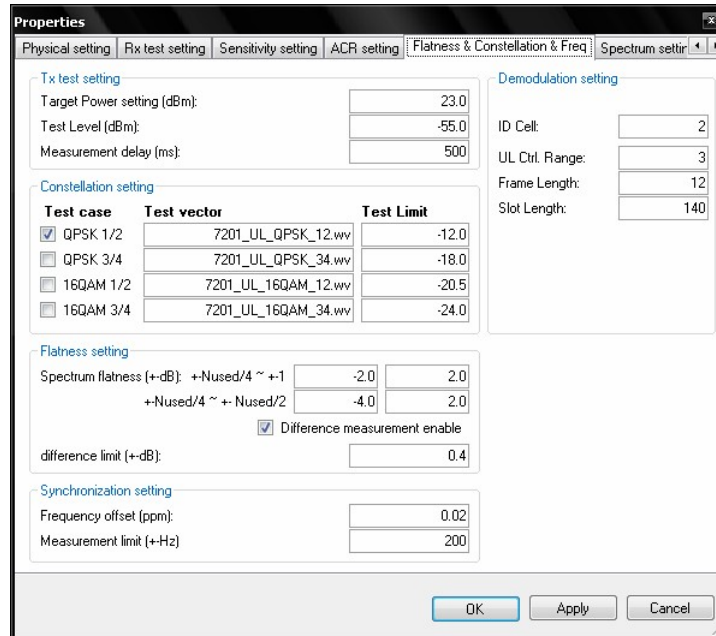 Properties
Physical setting Rx test setting Sensitivity setting ACR setting Flatness & Constellation & Freq Spectrum settir
Tx test setting
Target Power setting (dBm): 23.0
Test Level (dBm): -55.0
Measurement delay (ms): 500
Demodulation setting
ID Cell: 2
UL Ctrl. Range: 3
Frame Length: 12
Slot Length: 140
Constellation setting
Test case Test vector Test Limit
QPSK 1/2 7201_UL_QPSK_12.wv -12.0
QPSK 3/4 7201_UL_QPSK_34.wv -18.0
16QAM 1/2 7201_UL_16QAM_12.wv -20.5
16QAM 3/4 7201_UL_16QAM_34.wv -24.0
Flatness setting
Spectrum flatness (+-dB): +-Nused/4 ~ +-1 -2.0 2.0
+-Nused/4 ~ +- Nused/2 -4.0 2.0
Difference measurement enable
difference limit (+-dB): 0.4
Synchronization setting
Frequency offset (ppm): 0.02
Measurement limit (+-Hz) 200
OK Apply Cancel